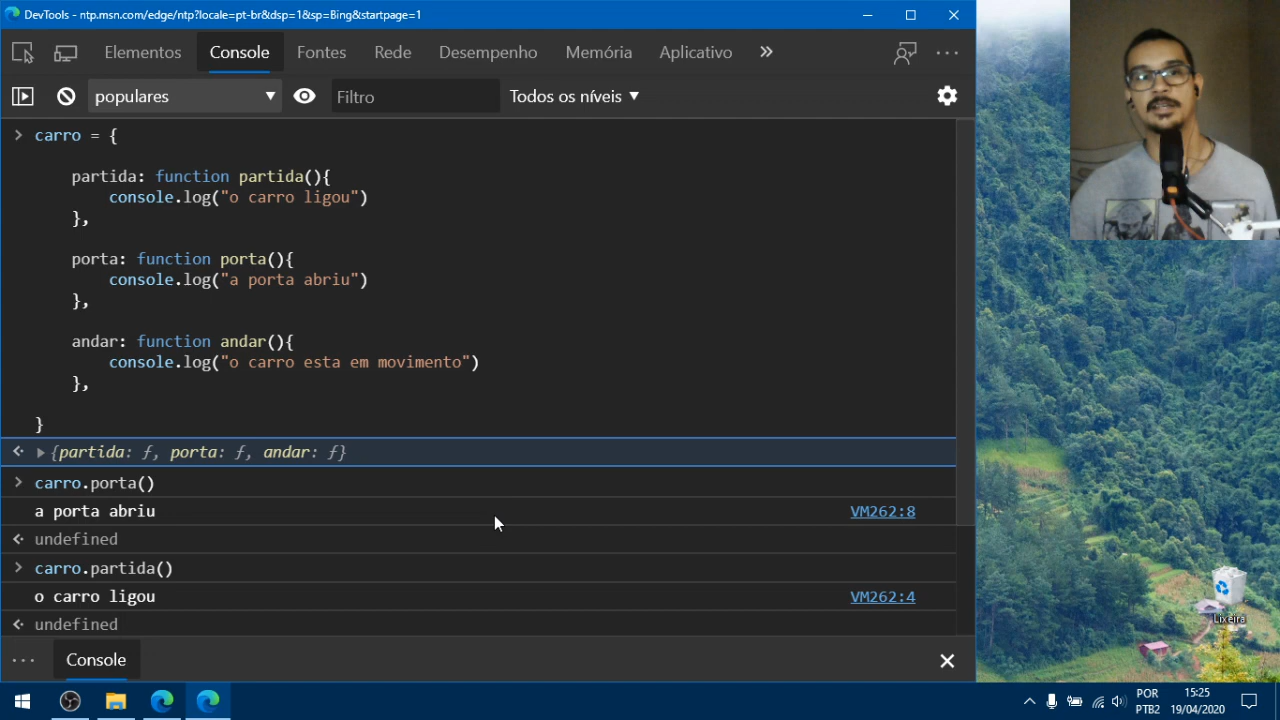 DevTools - ntp.msn.com/edge/ntp?locale=pt-br&dsp=1&sp=Bing&startpage=1
Elementos Console Fontes Rede Desempenho Memória Aplicativo
populares Filtro Todos os níveis
carro = {
partida: function partida(){
console.log("o carro ligou")
},
porta: function porta(){
console.log("a porta abriu")
},
andar: function andar(){
console.log("o carro esta em movimento")
},
}
{partida: ƒ, porta: ƒ, andar: ƒ}
carro.porta()
a porta abriu VM262:8
undefined
carro.partida()
o carro ligou VM262:4
undefined
Console
Lixeira
POR 15:25
PTB2 19/04/2020